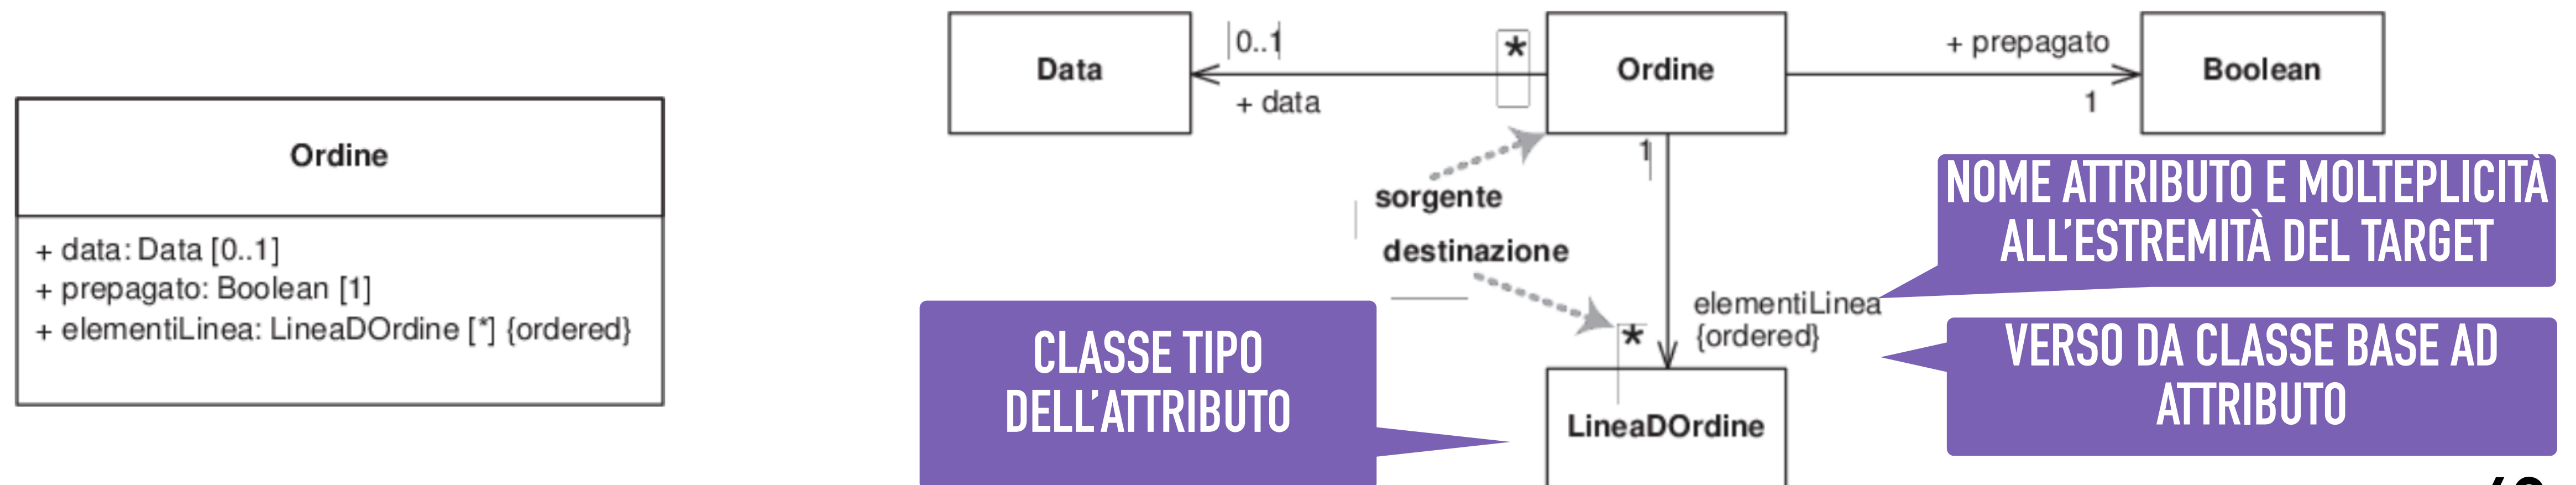 Ordine
+ data: Data [0..1]
+ prepagato: Boolean [1]
+ elementiLinea: LineaDOrdine [*] {ordered}
Data
0..1
+ data
*
Ordine
+ prepagato
1
Boolean
1
sorgente
destinazione
*
elementiLinea
{ordered}
LineaDOrdine
NOME ATTRIBUTO E MOLTEPLICITÀ
ALL'ESTREMITÀ DEL TARGET
VERSO DA CLASSE BASE AD
ATTRIBUTO
CLASSE TIPO
DELL'ATTRIBUTO